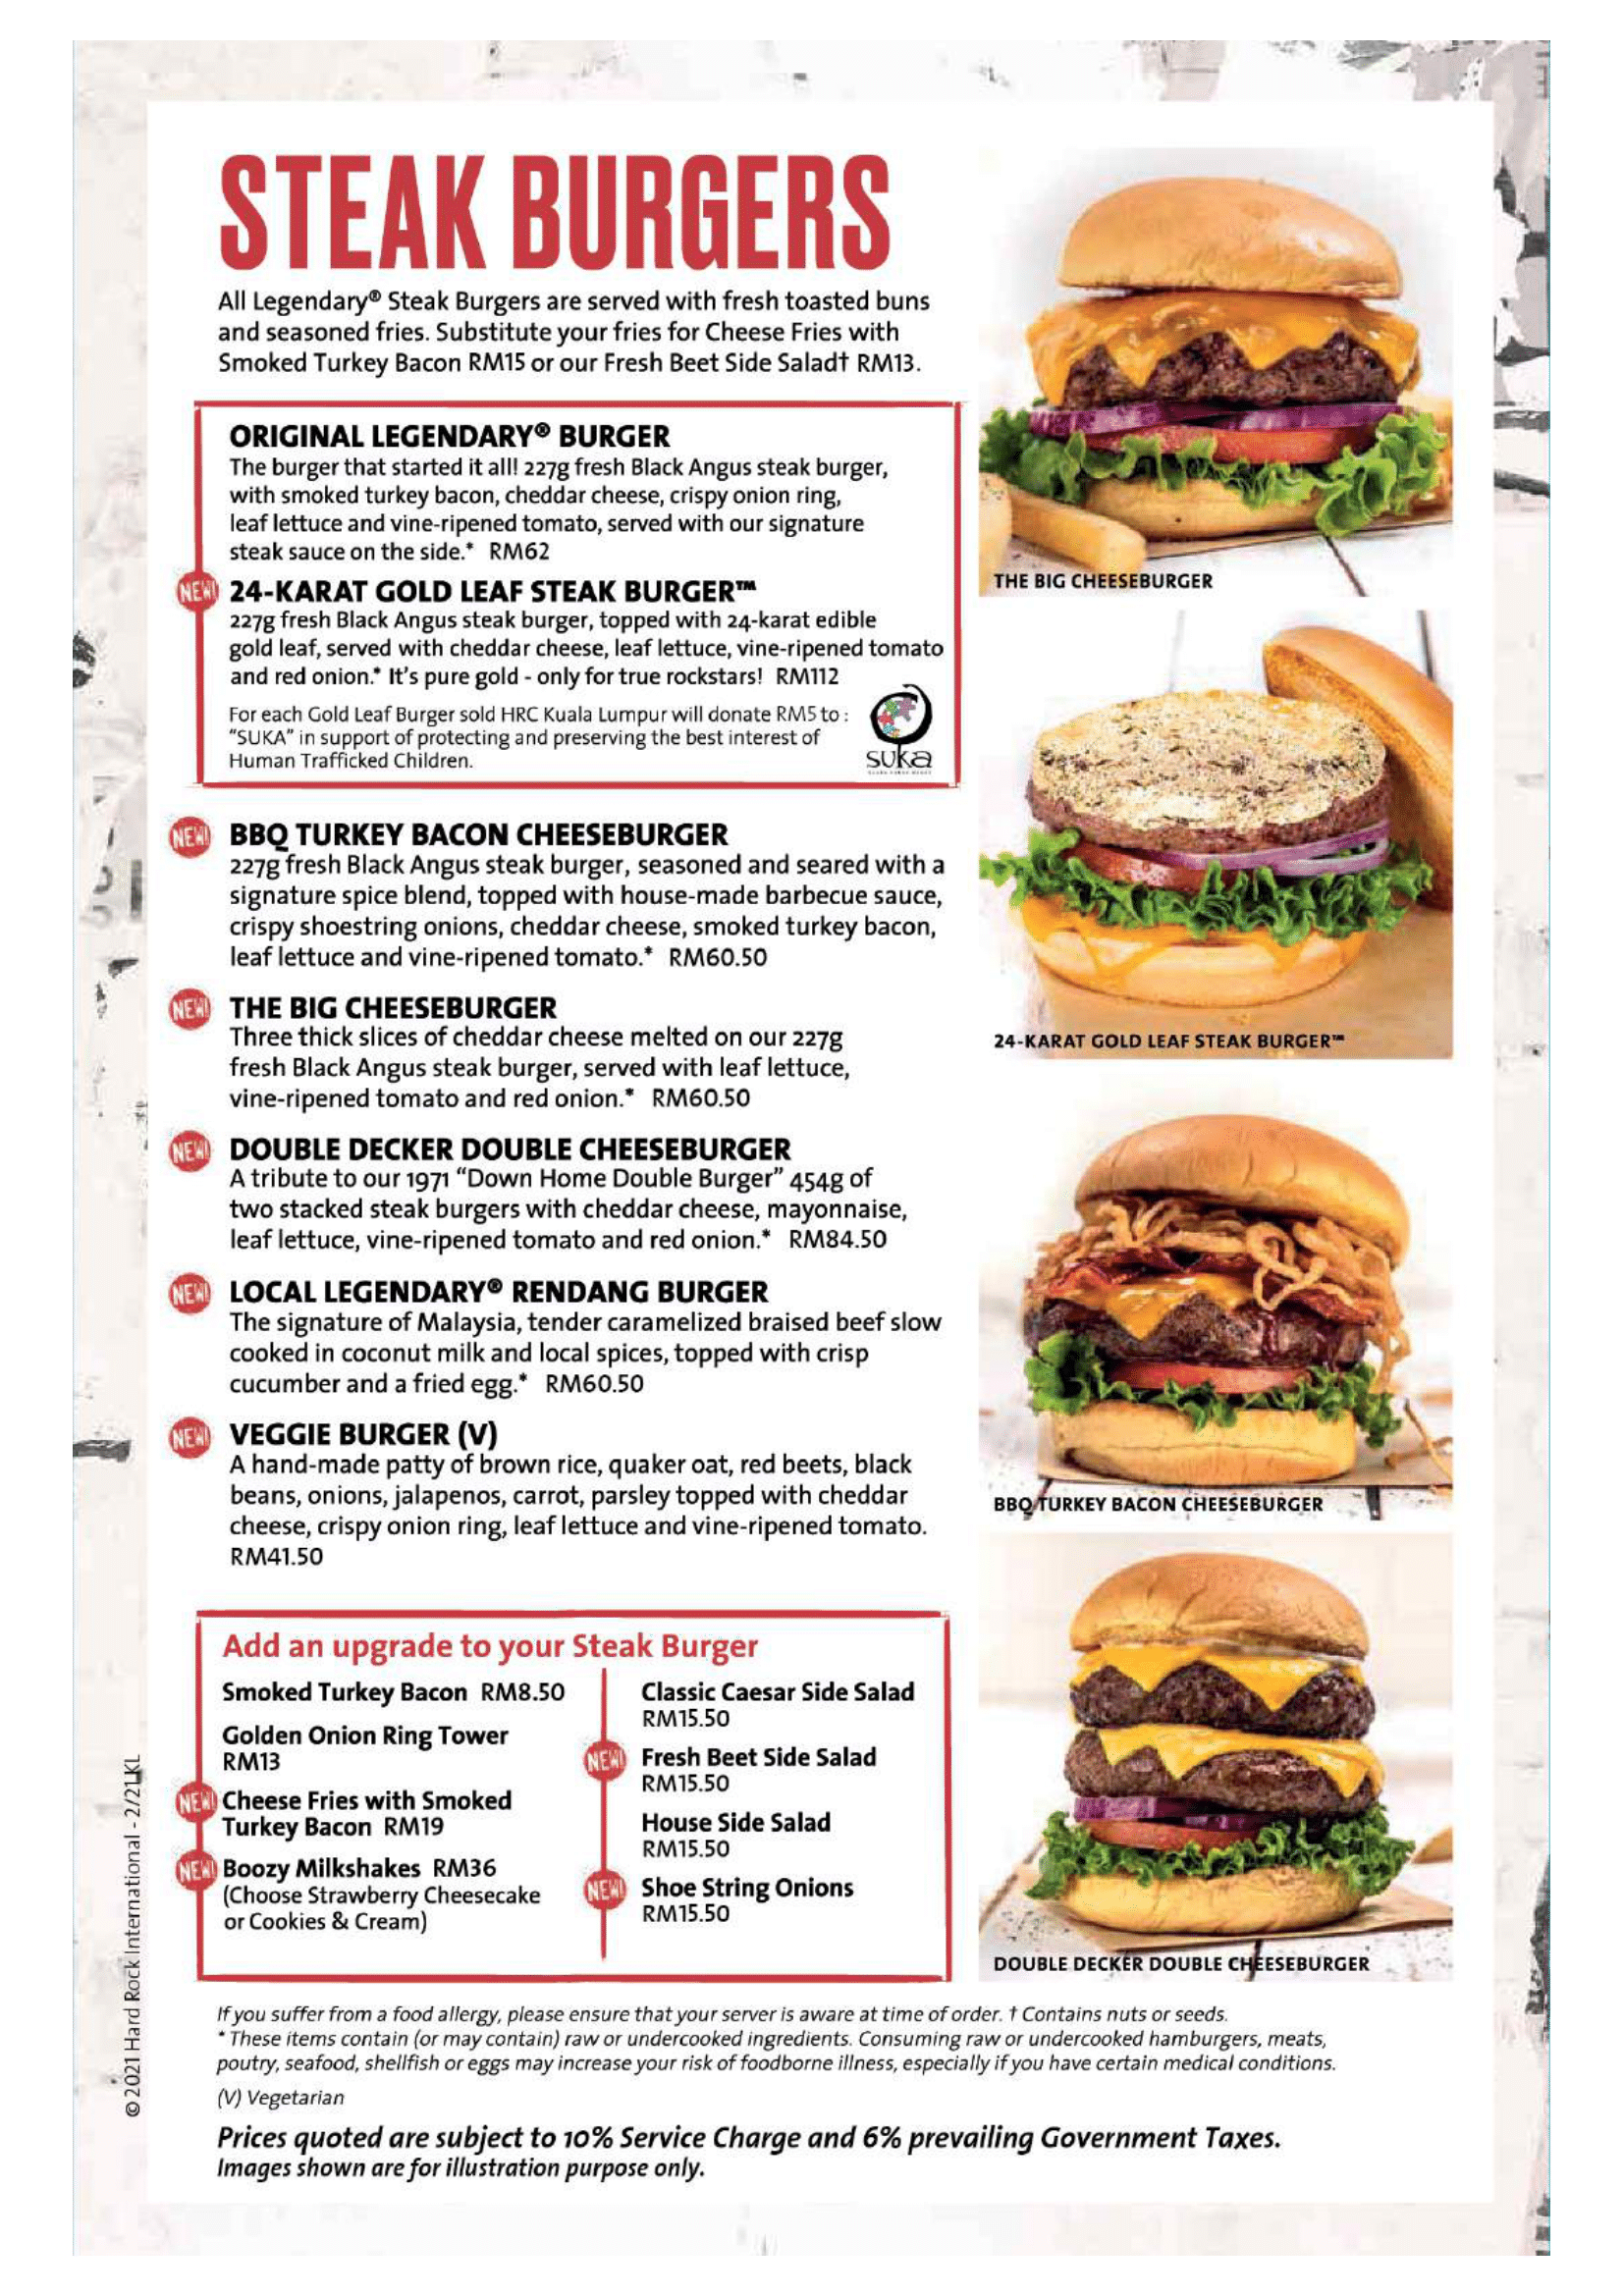 STEAK BURGERS
All Legendary® Steak Burgers are served with fresh toasted buns
and seasoned fries. Substitute your fries for Cheese Fries with
Smoked Turkey Bacon RM15 or our Fresh Beet Side Salad† RM13.
ORIGINAL LEGENDARY® BURGER
The burger that started it all! 227g fresh Black Angus steak burger,
with smoked turkey bacon, cheddar cheese, crispy onion ring,
leaf lettuce and vine-ripened tomato, served with our signature
steak sauce on the side.* RM62
NEW! 24-KARAT GOLD LEAF STEAK BURGER™
227g fresh Black Angus steak burger, topped with 24-karat edible
gold leaf, served with cheddar cheese, leaf lettuce, vine-ripened tomato
and red onion.* It's pure gold - only for true rockstars! RM112
For each Gold Leaf Burger sold HRC Kuala Lumpur will donate RM5 to :
"SUKA" in support of protecting and preserving the best interest of
Human Trafficked Children.
suka
NEW! BBQ TURKEY BACON CHEESEBURGER
227g fresh Black Angus steak burger, seasoned and seared with a
signature spice blend, topped with house-made barbecue sauce,
crispy shoestring onions, cheddar cheese, smoked turkey bacon,
leaf lettuce and vine-ripened tomato.* RM60.50
NEW! THE BIG CHEESEBURGER
Three thick slices of cheddar cheese melted on our 227g
fresh Black Angus steak burger, served with leaf lettuce,
vine-ripened tomato and red onion.* RM60.50
NEW! DOUBLE DECKER DOUBLE CHEESEBURGER
A tribute to our 1971 "Down Home Double Burger" 454g of
two stacked steak burgers with cheddar cheese, mayonnaise,
leaf lettuce, vine-ripened tomato and red onion.* RM84.50
NEW! LOCAL LEGENDARY® RENDANG BURGER
The signature of Malaysia, tender caramelized braised beef slow
cooked in coconut milk and local spices, topped with crisp
cucumber and a fried egg.* RM60.50
NEW! VEGGIE BURGER (V)
A hand-made patty of brown rice, quaker oat, red beets, black
beans, onions, jalapenos, carrot, parsley topped with cheddar
cheese, crispy onion ring, leaf lettuce and vine-ripened tomato.
RM41.50
THE BIG CHEESEBURGER
24-KARAT GOLD LEAF STEAK BURGER™
BBQ TURKEY BACON CHEESEBURGER
DOUBLE DECKER DOUBLE CHEESEBURGER
Add an upgrade to your Steak Burger
Smoked Turkey Bacon RM8.50
Golden Onion Ring Tower
RM13
NEW! Cheese Fries with Smoked
Turkey Bacon RM19
NEW! Boozy Milkshakes RM36
(Choose Strawberry Cheesecake
or Cookies & Cream)
Classic Caesar Side Salad
RM15.50
NEW! Fresh Beet Side Salad
RM15.50
House Side Salad
RM15.50
NEW! Shoe String Onions
RM15.50
If you suffer from a food allergy, please ensure that your server is aware at time of order. † Contains nuts or seeds.
* These items contain (or may contain) raw or undercooked ingredients. Consuming raw or undercooked hamburgers, meats,
poutry, seafood, shellfish or eggs may increase your risk of foodborne illness, especially if you have certain medical conditions.
(V) Vegetarian
Prices quoted are subject to 10% Service Charge and 6% prevailing Government Taxes.
Images shown are for illustration purpose only.
© 2021 Hard Rock International - 2/21KL